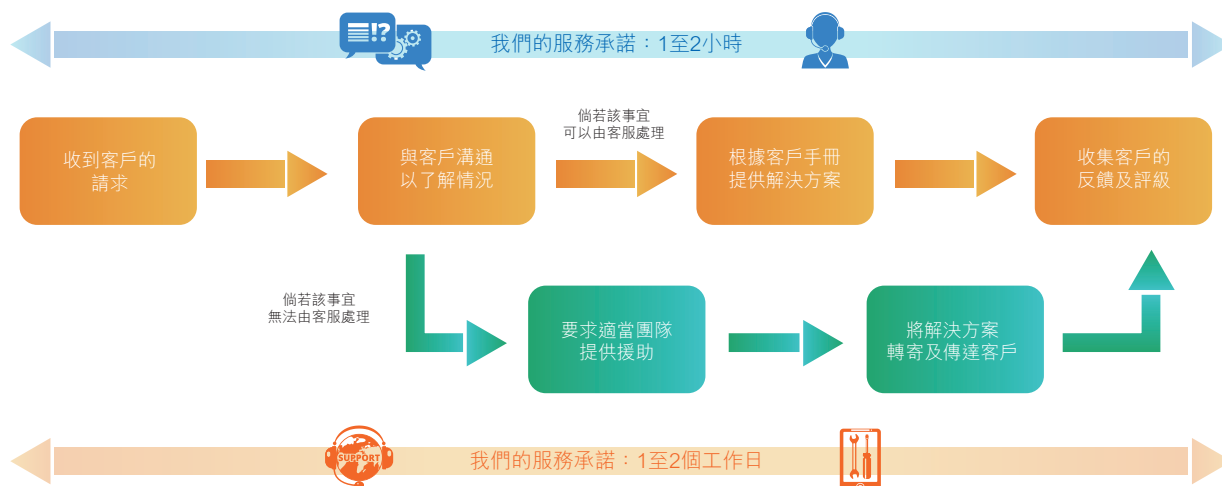 !?
我們的服務承諾：1至2小時
收到客戶的
請求
與客戶溝通
以了解情況
倘若該事宜
可以由客服處理
根據客戶手冊
提供解決方案
收集客戶的
反饋及評級
倘若該事宜
無法由客服處理
要求適當團隊
提供援助
將解決方案
轉寄及傳達客戶
SUPPORT
我們的服務承諾：1至2個工作日